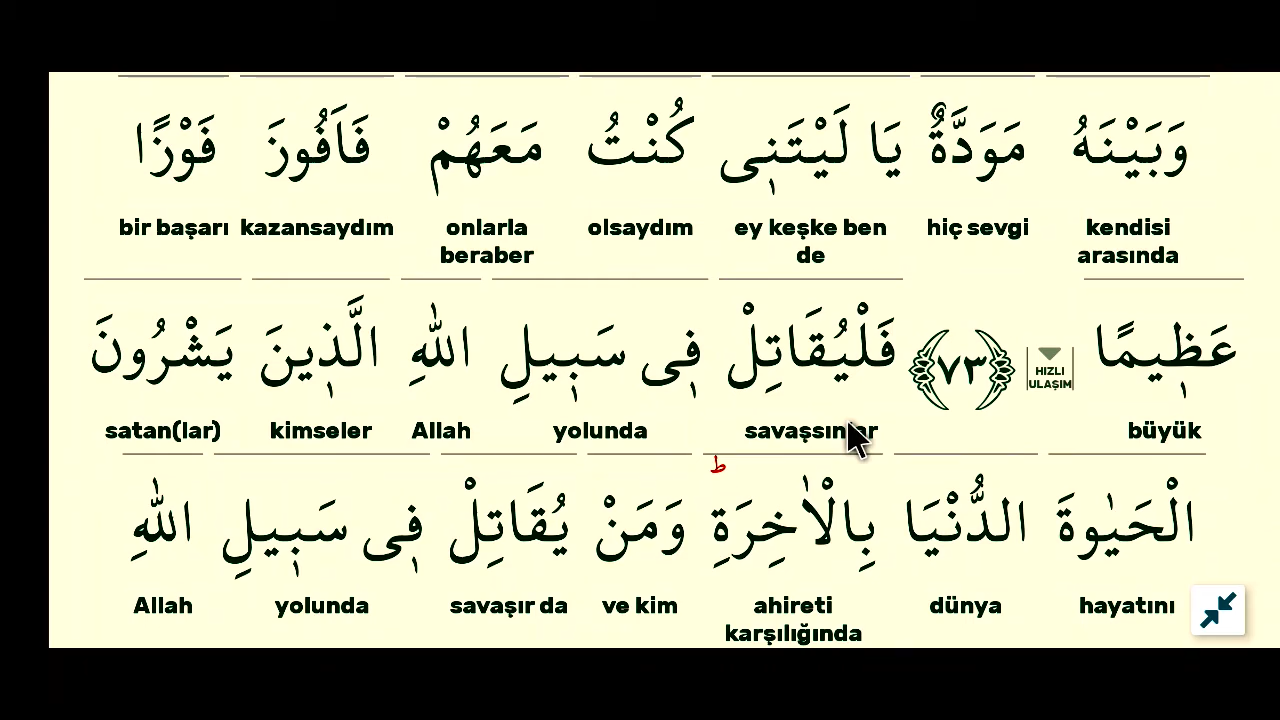 وَبَيْنَهُ مَوَدَّةٌ يَا لَيْتَنٖى كُنْتُ مَعَهُمْ فَاَفُوزَ فَوْزًا
kendisi arasında hiç sevgi ey keşke ben de olsaydım onlarla beraber kazansaydım bir başarı
عَظٖيمًا HIZLI ULAŞIM ﴿٧٣﴾ فَلْيُقَاتِلْ فٖى سَبٖيلِ اللّٰهِ الَّذٖينَ يَشْرُونَ
büyük savaşsınlar yolunda Allah kimseler satan(lar)
الْحَيٰوةَ الدُّنْيَا بِالْاٰخِرَةِ ط وَمَنْ يُقَاتِلْ فٖى سَبٖيلِ اللّٰهِ
hayatını dünya ahireti karşılığında ve kim savaşır da yolunda Allah